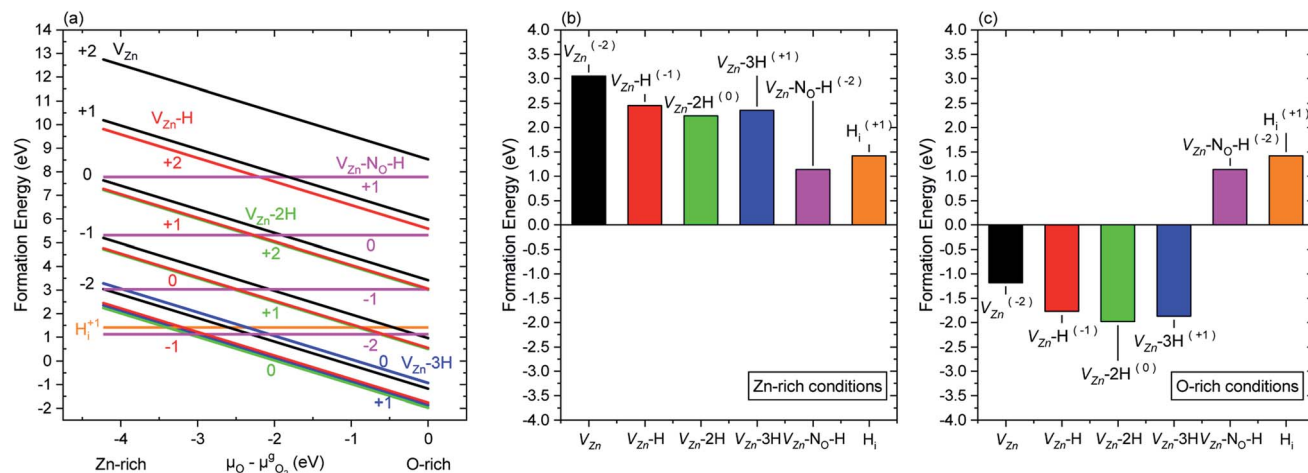 (a)
Formation Energy (eV)
14
13
12
11
10
9
8
7
6
5
4
3
2
1
0
-1
-2
+2
V_Zn
+1
V_Zn-H
+2
V_Zn-N_O-H
0
+1
V_Zn-2H
+1
0
-1
+2
0
-1
-2
+1
H_i^+1
-1
-2
0
V_Zn-3H
0
+1
-4 -3 -2 -1 0
Zn-rich μ_O - μ^g_O₂ (eV) O-rich
(b)
Formation Energy (eV)
4.0
3.5
3.0
2.5
2.0
1.5
1.0
0.5
0.0
-0.5
-1.0
-1.5
-2.0
-2.5
-3.0
-3.5
-4.0
V_Zn (-2)
V_Zn-H (-1)
V_Zn-2H (0)
V_Zn-3H (+1)
V_Zn-N_O-H (-2)
H_i (+1)
Zn-rich conditions
V_Zn V_Zn-H V_Zn-2H V_Zn-3H V_Zn-N_O-H H_i
(c)
Formation Energy (eV)
4.0
3.5
3.0
2.5
2.0
1.5
1.0
0.5
0.0
-0.5
-1.0
-1.5
-2.0
-2.5
-3.0
-3.5
-4.0
H_i (+1)
V_Zn-N_O-H (-2)
V_Zn (-2)
V_Zn-H (-1)
V_Zn-2H (0)
V_Zn-3H (+1)
O-rich conditions
V_Zn V_Zn-H V_Zn-2H V_Zn-3H V_Zn-N_O-H H_i